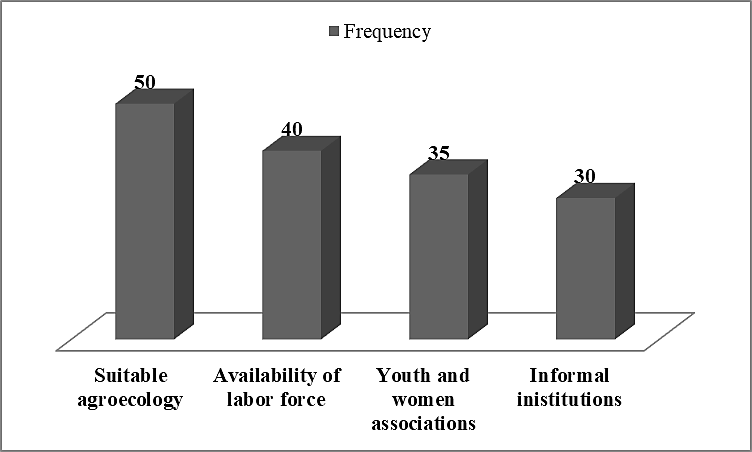 Frequency
50
40
35
30
Suitable
agroecology
Availability of
labor force
Youth and
women
associations
Informal
inistitutions